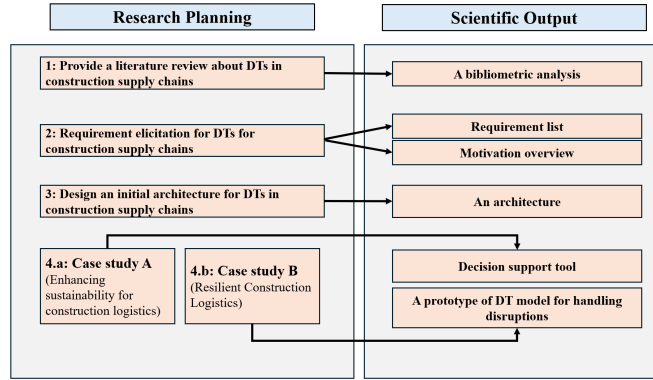 Research Planning
Scientific Output
1: Provide a literature review about DTs in
construction supply chains
A bibliometric analysis
2: Requirement elicitation for DTs for
construction supply chains
Requirement list
Motivation overview
3: Design an initial architecture for DTs in
construction supply chains
An architecture
4.a: Case study A
(Enhancing
sustainability for
construction logistics)
4.b: Case study B
(Resilient Construction
Logistics)
Decision support tool
A prototype of DT model for handling
disruptions